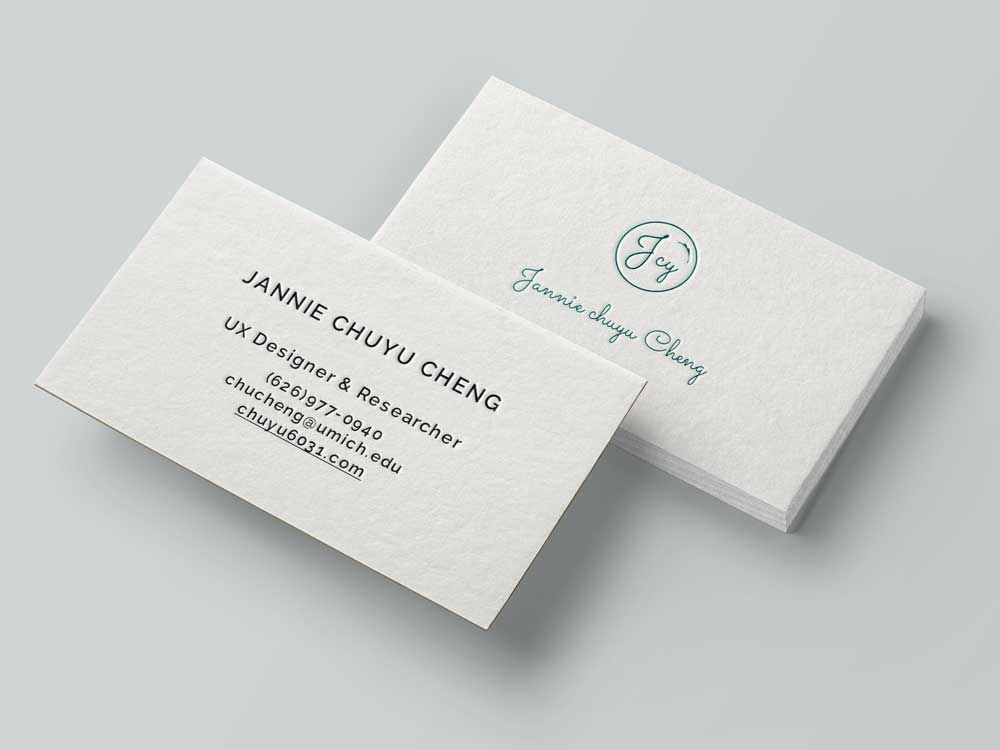 JANNIE CHUYU CHENG
UX Designer & Researcher
(626)977-0940
chucheng@umich.edu
chuyu6031.com
Jcy
Jannie chuyu Cheng